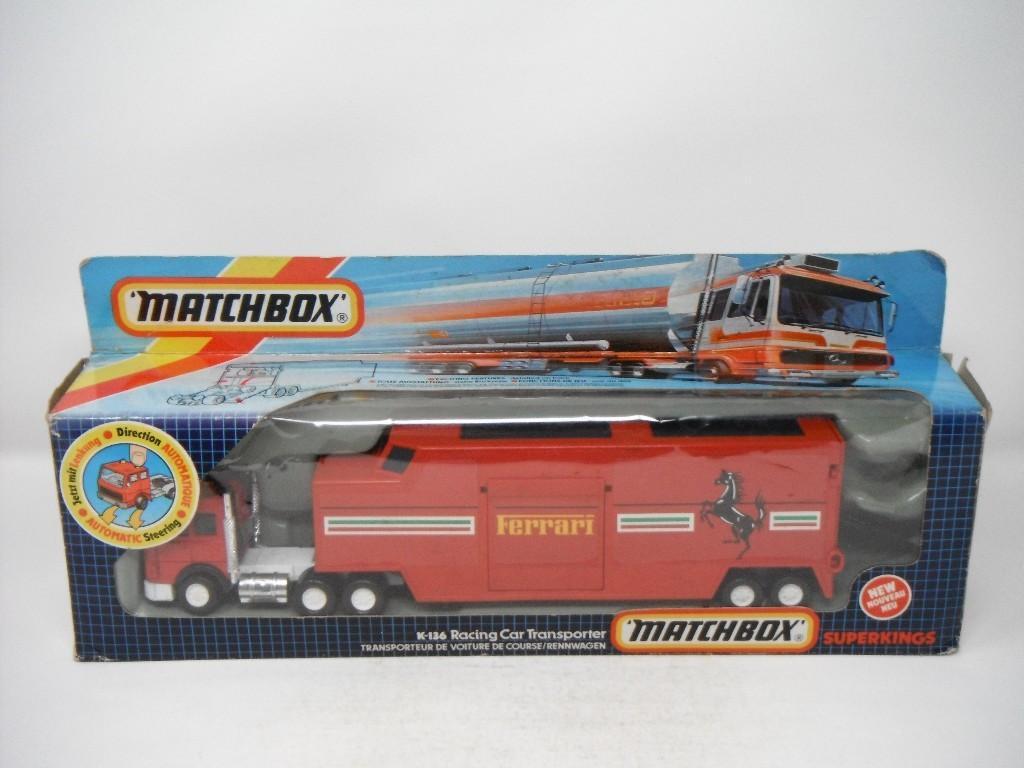 'MATCHBOX'®
Jetzt mit Lenkung • Direction AUTOMATIQUE
• AUTOMATIC Steering
Ferrari
NEW
NOUVEAU
NEU
K-136 Racing Car Transporter
TRANSPORTEUR DE VOITURE DE COURSE/RENNWAGEN
'MATCHBOX'®
SUPERKINGS